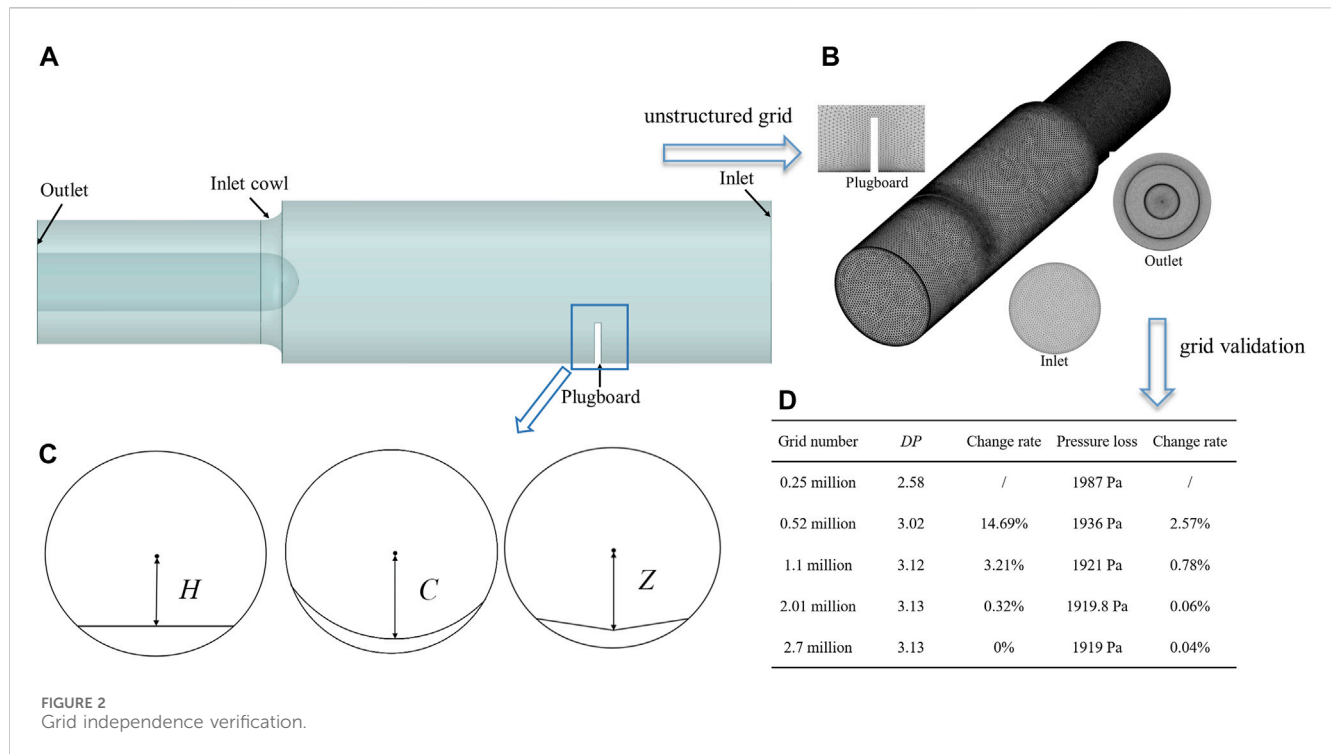 A
Outlet
Inlet cowl
Inlet
Plugboard
unstructured grid
B
Plugboard
Outlet
Inlet
grid validation
C
H
C
Z
D
Grid number DP Change rate Pressure loss Change rate
0.25 million 2.58 / 1987 Pa /
0.52 million 3.02 14.69% 1936 Pa 2.57%
1.1 million 3.12 3.21% 1921 Pa 0.78%
2.01 million 3.13 0.32% 1919.8 Pa 0.06%
2.7 million 3.13 0% 1919 Pa 0.04%
FIGURE 2
Grid independence verification.